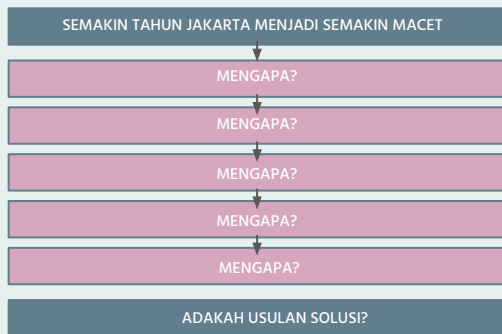 SEMAKIN TAHUN JAKARTA MENJADI SEMAKIN MACET
MENGAPA?
MENGAPA?
MENGAPA?
MENGAPA?
MENGAPA?
ADAKAH USULAN SOLUSI?